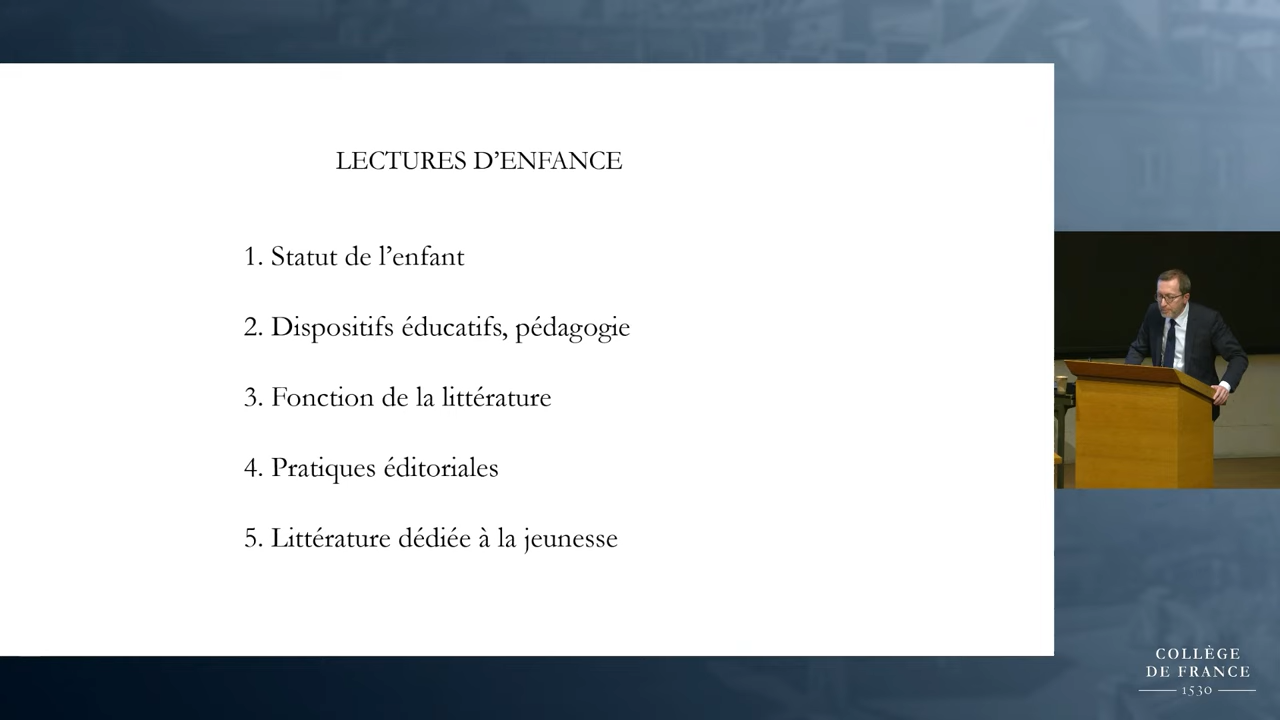 LECTURES D’ENFANCE
1. Statut de l’enfant
2. Dispositifs éducatifs, pédagogie
3. Fonction de la littérature
4. Pratiques éditoriales
5. Littérature dédiée à la jeunesse
COLLÈGE
DE FRANCE
1530